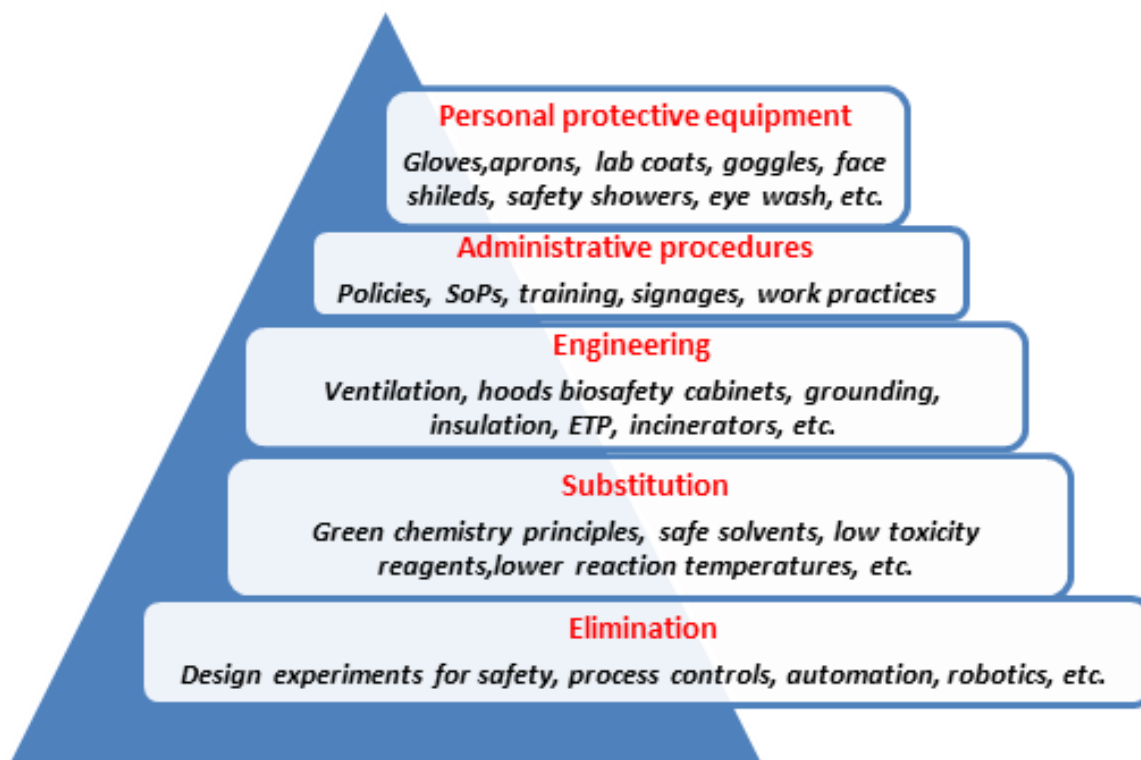 Personal protective equipment
Gloves,aprons, lab coats, goggles, face
shileds, safety showers, eye wash, etc.
Administrative procedures
Policies, SoPs, training, signages, work practices
Engineering
Ventilation, hoods biosafety cabinets, grounding,
insulation, ETP, incinerators, etc.
Substitution
Green chemistry principles, safe solvents, low toxicity
reagents,lower reaction temperatures, etc.
Elimination
Design experiments for safety, process controls, automation, robotics, etc.